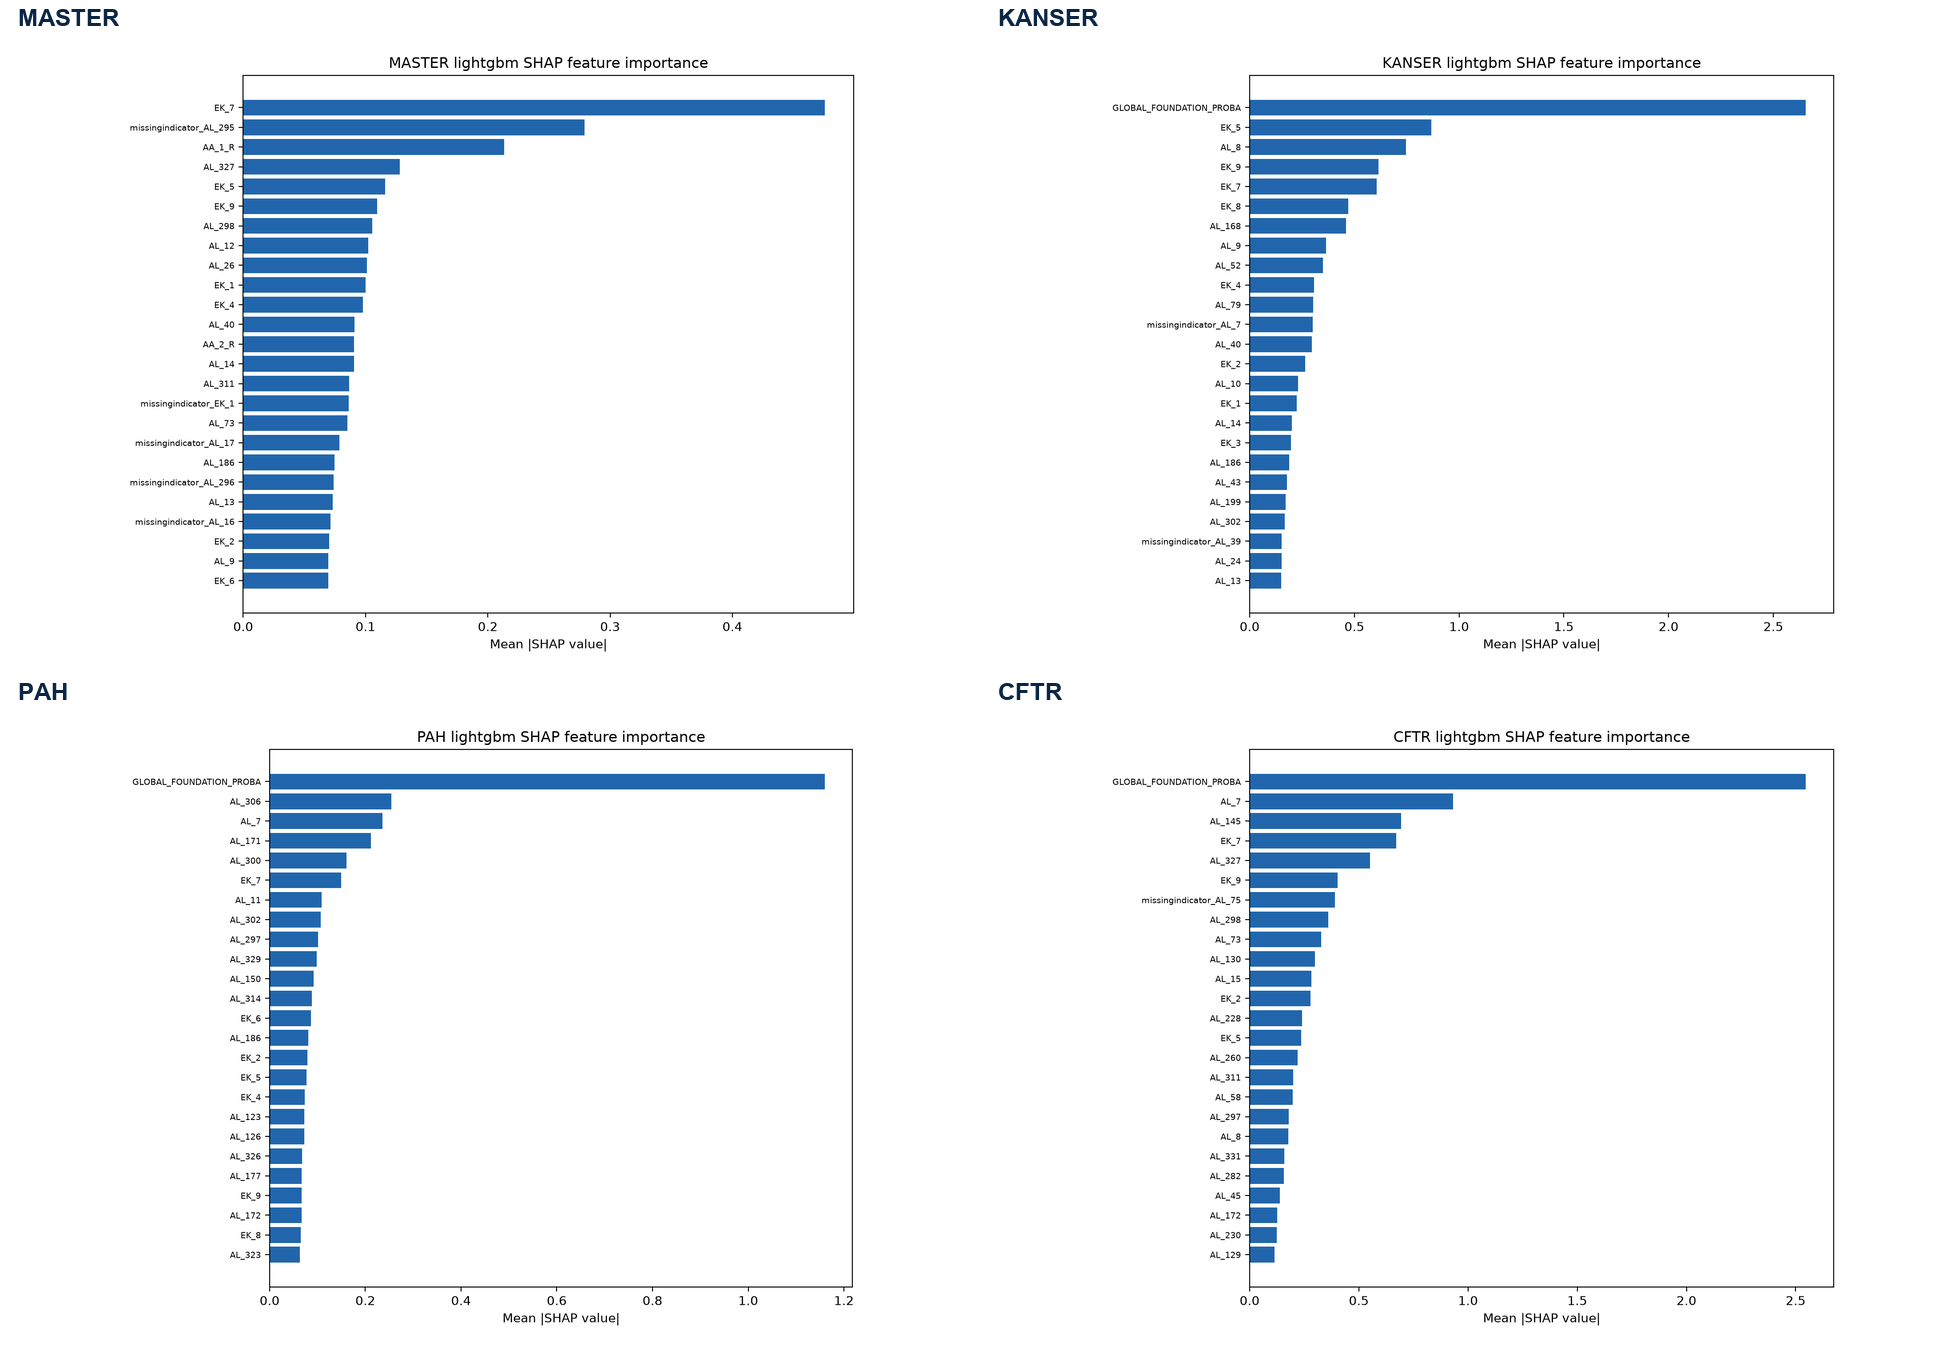 MASTER
MASTER lightgbm SHAP feature importance
EK_7
missingindicator_AL_295
AA_1_R
AL_327
EK_5
EK_9
AL_298
AL_12
AL_26
EK_1
EK_4
AL_40
AA_2_R
AL_14
AL_311
missingindicator_EK_1
AL_73
missingindicator_AL_17
AL_186
missingindicator_AL_296
AL_13
missingindicator_AL_16
EK_2
AL_9
EK_6
0.0 0.1 0.2 0.3 0.4
Mean |SHAP value|
KANSER
KANSER lightgbm SHAP feature importance
GLOBAL_FOUNDATION_PROBA
EK_5
AL_8
EK_9
EK_7
EK_8
AL_168
AL_9
AL_52
EK_4
AL_79
missingindicator_AL_7
AL_40
EK_2
AL_10
EK_1
AL_14
EK_3
AL_186
AL_43
AL_199
AL_302
missingindicator_AL_39
AL_24
AL_13
0.0 0.5 1.0 1.5 2.0 2.5
Mean |SHAP value|
PAH
PAH lightgbm SHAP feature importance
GLOBAL_FOUNDATION_PROBA
AL_306
AL_7
AL_171
AL_300
EK_7
AL_11
AL_302
AL_297
AL_329
AL_150
AL_314
EK_6
AL_186
EK_2
EK_5
EK_4
AL_123
AL_126
AL_326
AL_177
EK_9
AL_172
EK_8
AL_323
0.0 0.2 0.4 0.6 0.8 1.0 1.2
Mean |SHAP value|
CFTR
CFTR lightgbm SHAP feature importance
GLOBAL_FOUNDATION_PROBA
AL_7
AL_145
EK_7
AL_327
EK_9
missingindicator_AL_75
AL_298
AL_73
AL_130
AL_15
EK_2
AL_228
EK_5
AL_260
AL_311
AL_58
AL_297
AL_8
AL_331
AL_282
AL_45
AL_172
AL_230
AL_129
0.0 0.5 1.0 1.5 2.0 2.5
Mean |SHAP value|